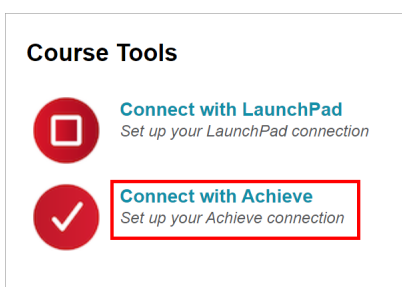 Course Tools
Connect with LaunchPad
Set up your LaunchPad connection
Connect with Achieve
Set up your Achieve connection